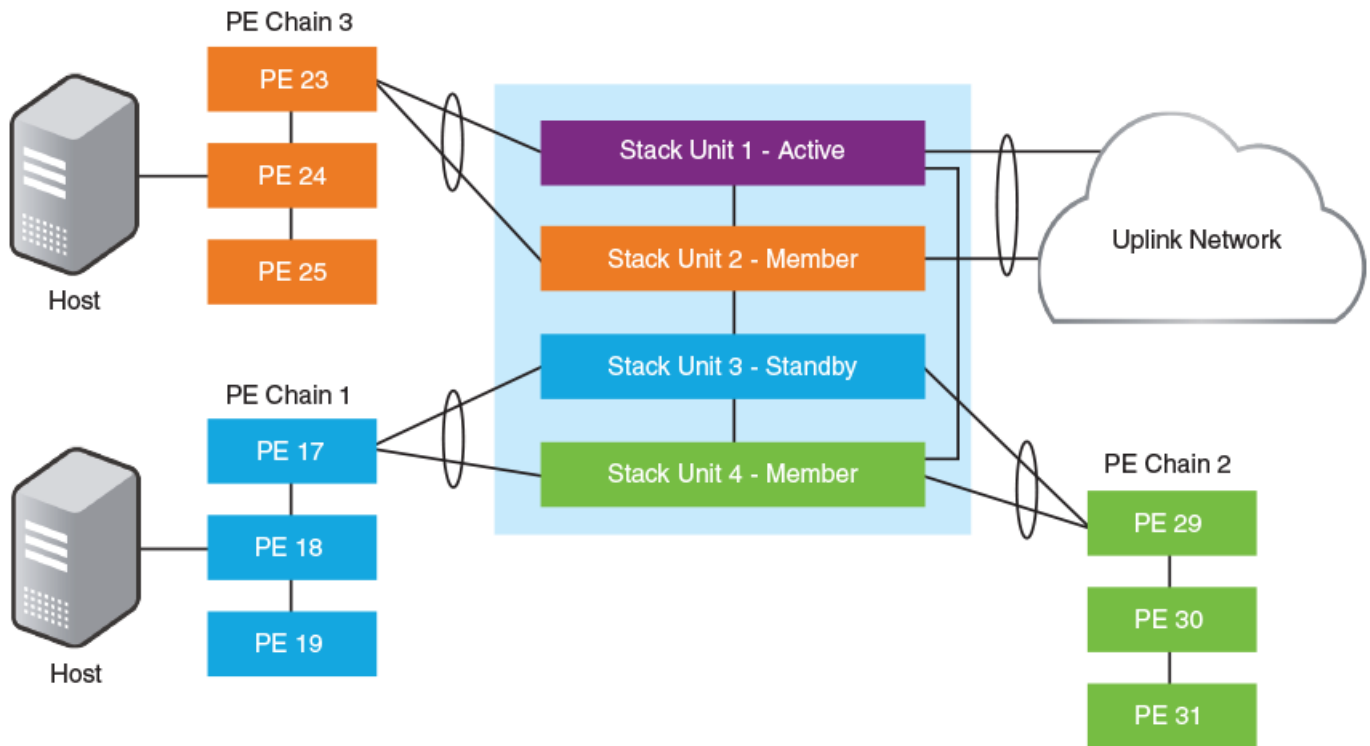 PE Chain 3
PE 23
PE 24
PE 25
Host
Stack Unit 1 - Active
Stack Unit 2 - Member
Stack Unit 3 - Standby
Stack Unit 4 - Member
Uplink Network
PE Chain 1
PE 17
PE 18
PE 19
Host
PE Chain 2
PE 29
PE 30
PE 31